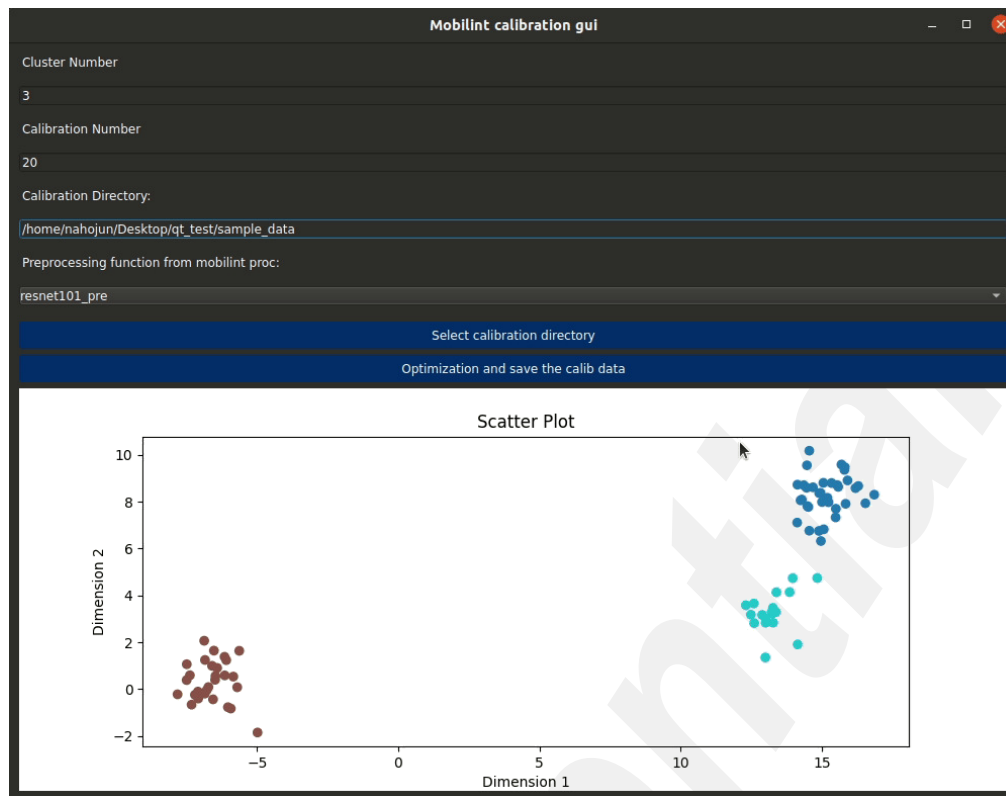 Mobilint calibration gui
Cluster Number
3
Calibration Number
20
Calibration Directory:
/home/nahojun/Desktop/qt_test/sample_data
Preprocessing function from mobilint proc:
resnet101_pre
Select calibration directory
Optimization and save the calib data
Scatter Plot
10
8
6
4
2
0
−2
Dimension 2
−5
0
5
10
15
Dimension 1